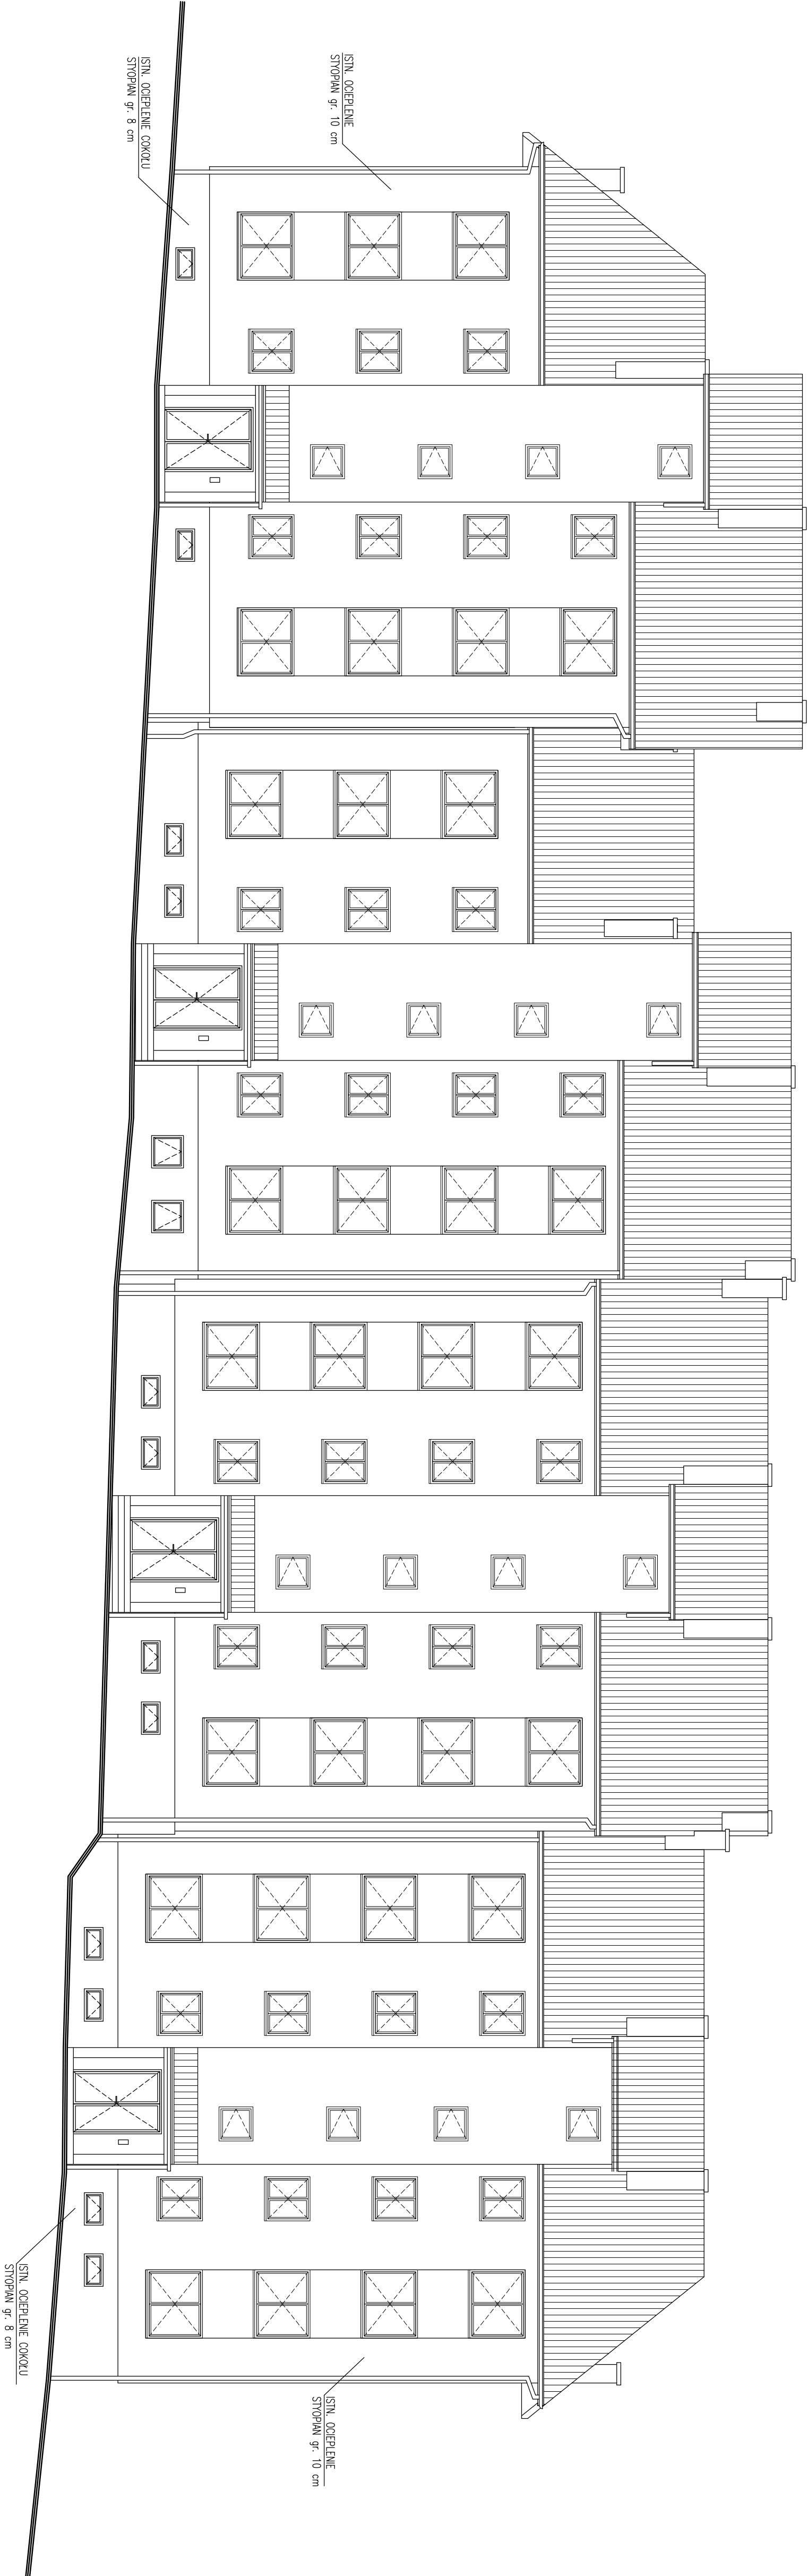 ISTN. OCIEPLENIE
STYOPIAN gr. 10 cm
ISTN. OCIEPLENIE COKOŁU
STYOPIAN gr. 8 cm
ISTN. OCIEPLENIE
STYOPIAN gr. 10 cm
ISTN. OCIEPLENIE COKOŁU
STYOPIAN gr. 8 cm